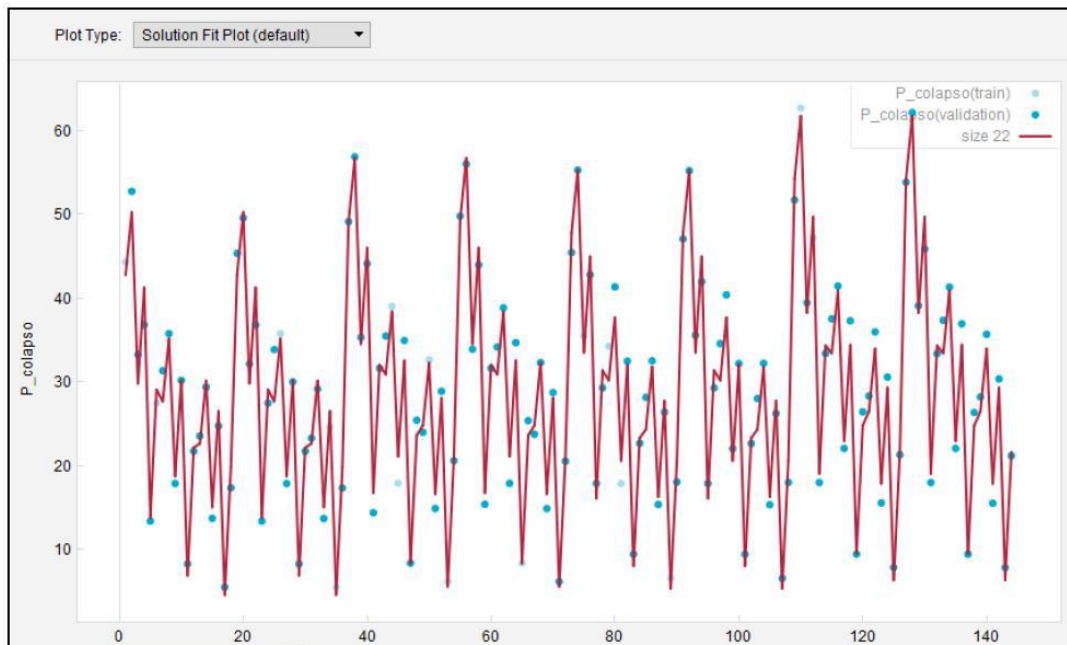 Plot Type: Solution Fit Plot (default)
P_colapso(train)
P_colapso(validation)
size 22
60
50
40
30
20
10
P_colapso
0 20 40 60 80 100 120 140